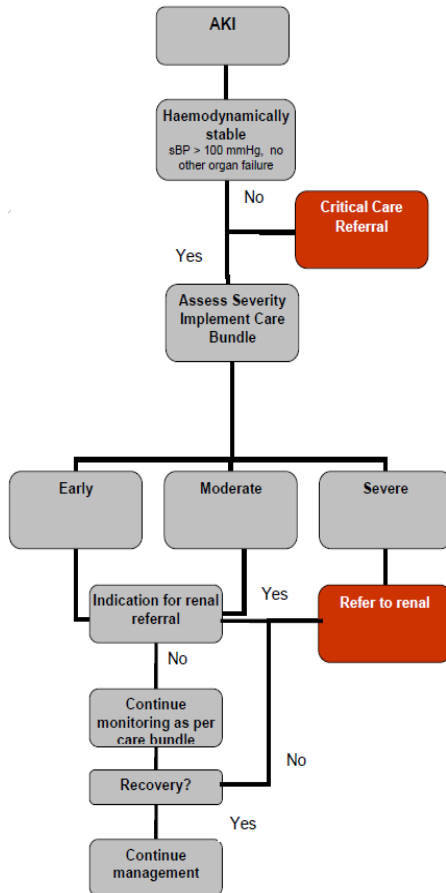 AKI
Haemodynamically
stable
sBP > 100 mmHg, no
other organ failure
No
Critical Care
Referral
Yes
Assess Severity
Implement Care
Bundle
Early
Moderate
Severe
Indication for renal
referral
Yes
Refer to renal
No
Continue
monitoring as per
care bundle
No
Recovery?
Yes
Continue
management